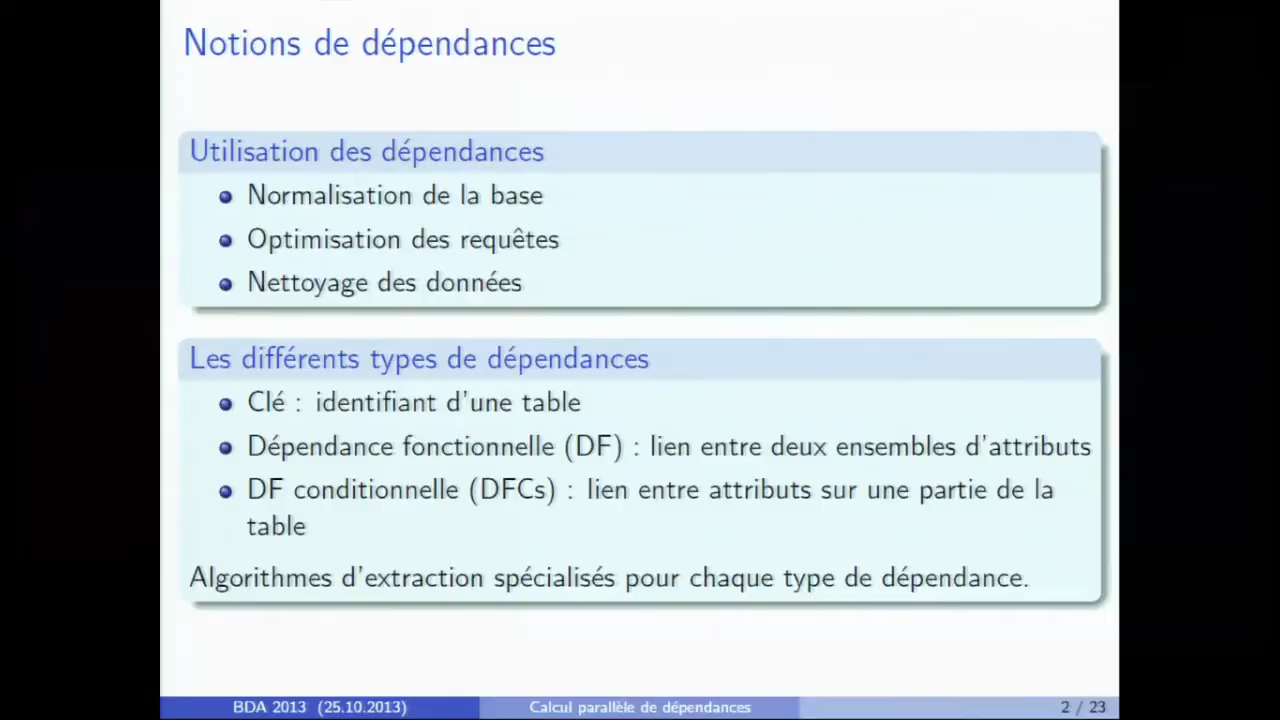 Notions de dépendances
Utilisation des dépendances
Normalisation de la base
Optimisation des requêtes
Nettoyage des données
Les différents types de dépendances
Clé : identifiant d'une table
Dépendance fonctionnelle (DF) : lien entre deux ensembles d'attributs
DF conditionnelle (DFCs) : lien entre attributs sur une partie de la
table
Algorithmes d'extraction spécialisés pour chaque type de dépendance.
BDA 2013 (25.10.2013) Calcul parallèle de dépendances 2 / 23